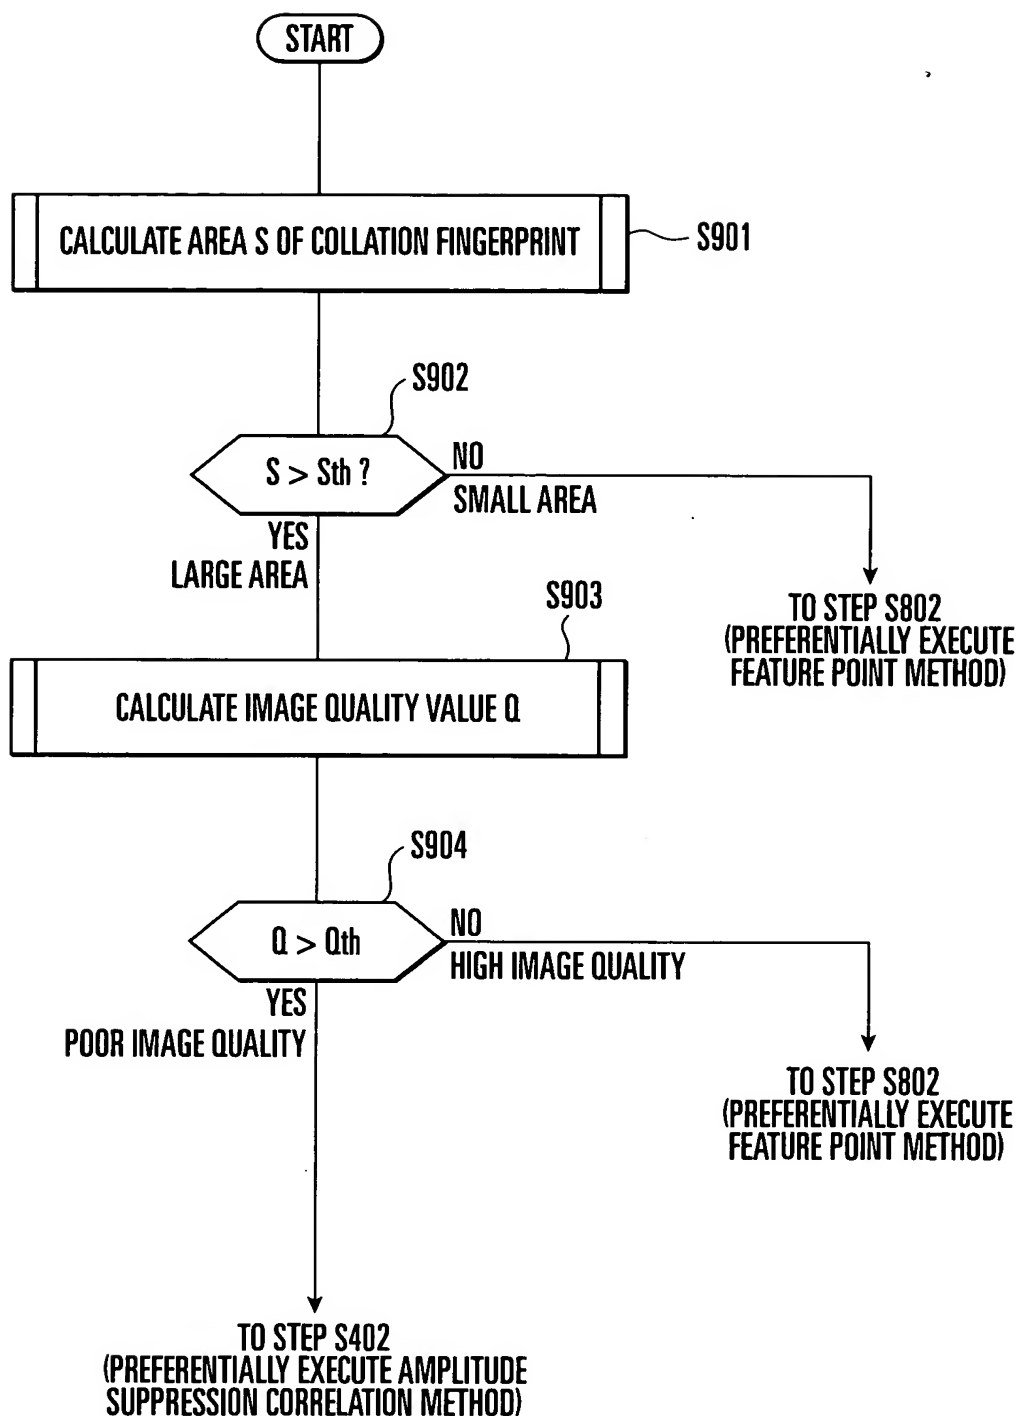 START
CALCULATE AREA S OF COLLATION FINGERPRINT
S901
S902
S > Sth ?
NO
SMALL AREA
YES
LARGE AREA
TO STEP S802
(PREFERENTIALLY EXECUTE
FEATURE POINT METHOD)
S903
CALCULATE IMAGE QUALITY VALUE Q
S904
Q > Qth
NO
HIGH IMAGE QUALITY
YES
POOR IMAGE QUALITY
TO STEP S802
(PREFERENTIALLY EXECUTE
FEATURE POINT METHOD)
TO STEP S402
(PREFERENTIALLY EXECUTE AMPLITUDE
SUPPRESSION CORRELATION METHOD)